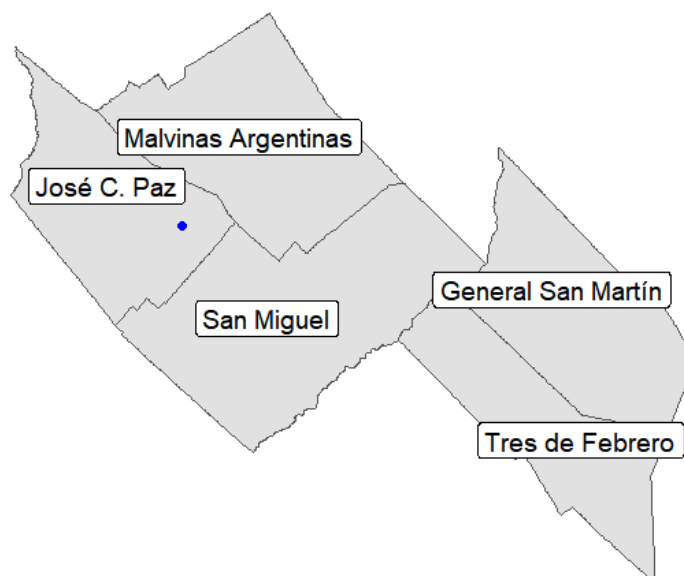 Malvinas Argentinas
José C. Paz
General San Martín
San Miguel
Tres de Febrero